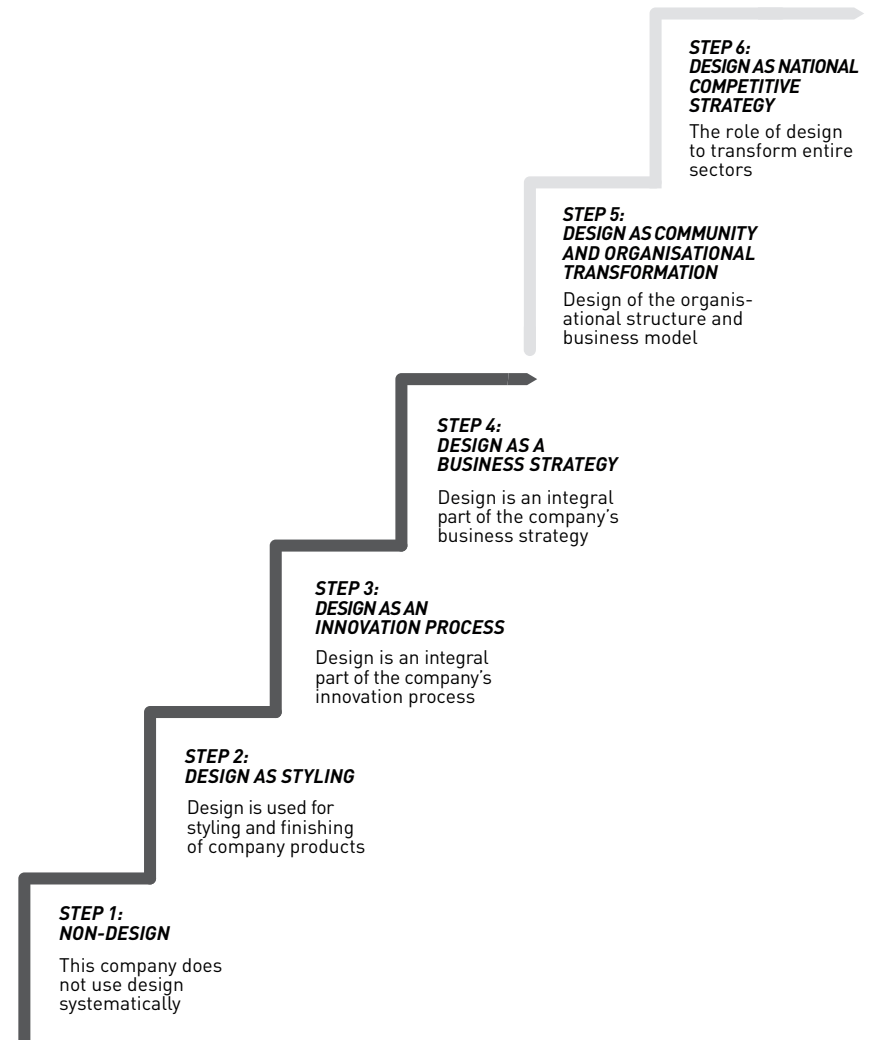 STEP 6:
DESIGN AS NATIONAL
COMPETITIVE
STRATEGY
The role of design
to transform entire
sectors
STEP 5:
DESIGN AS COMMUNITY
AND ORGANISATIONAL
TRANSFORMATION
Design of the organis-
ational structure and
business model
STEP 4:
DESIGN AS A
BUSINESS STRATEGY
Design is an integral
part of the company's
business strategy
STEP 3:
DESIGN AS AN
INNOVATION PROCESS
Design is an integral
part of the company's
innovation process
STEP 2:
DESIGN AS STYLING
Design is used for
styling and finishing
of company products
STEP 1:
NON-DESIGN
This company does
not use design
systematically